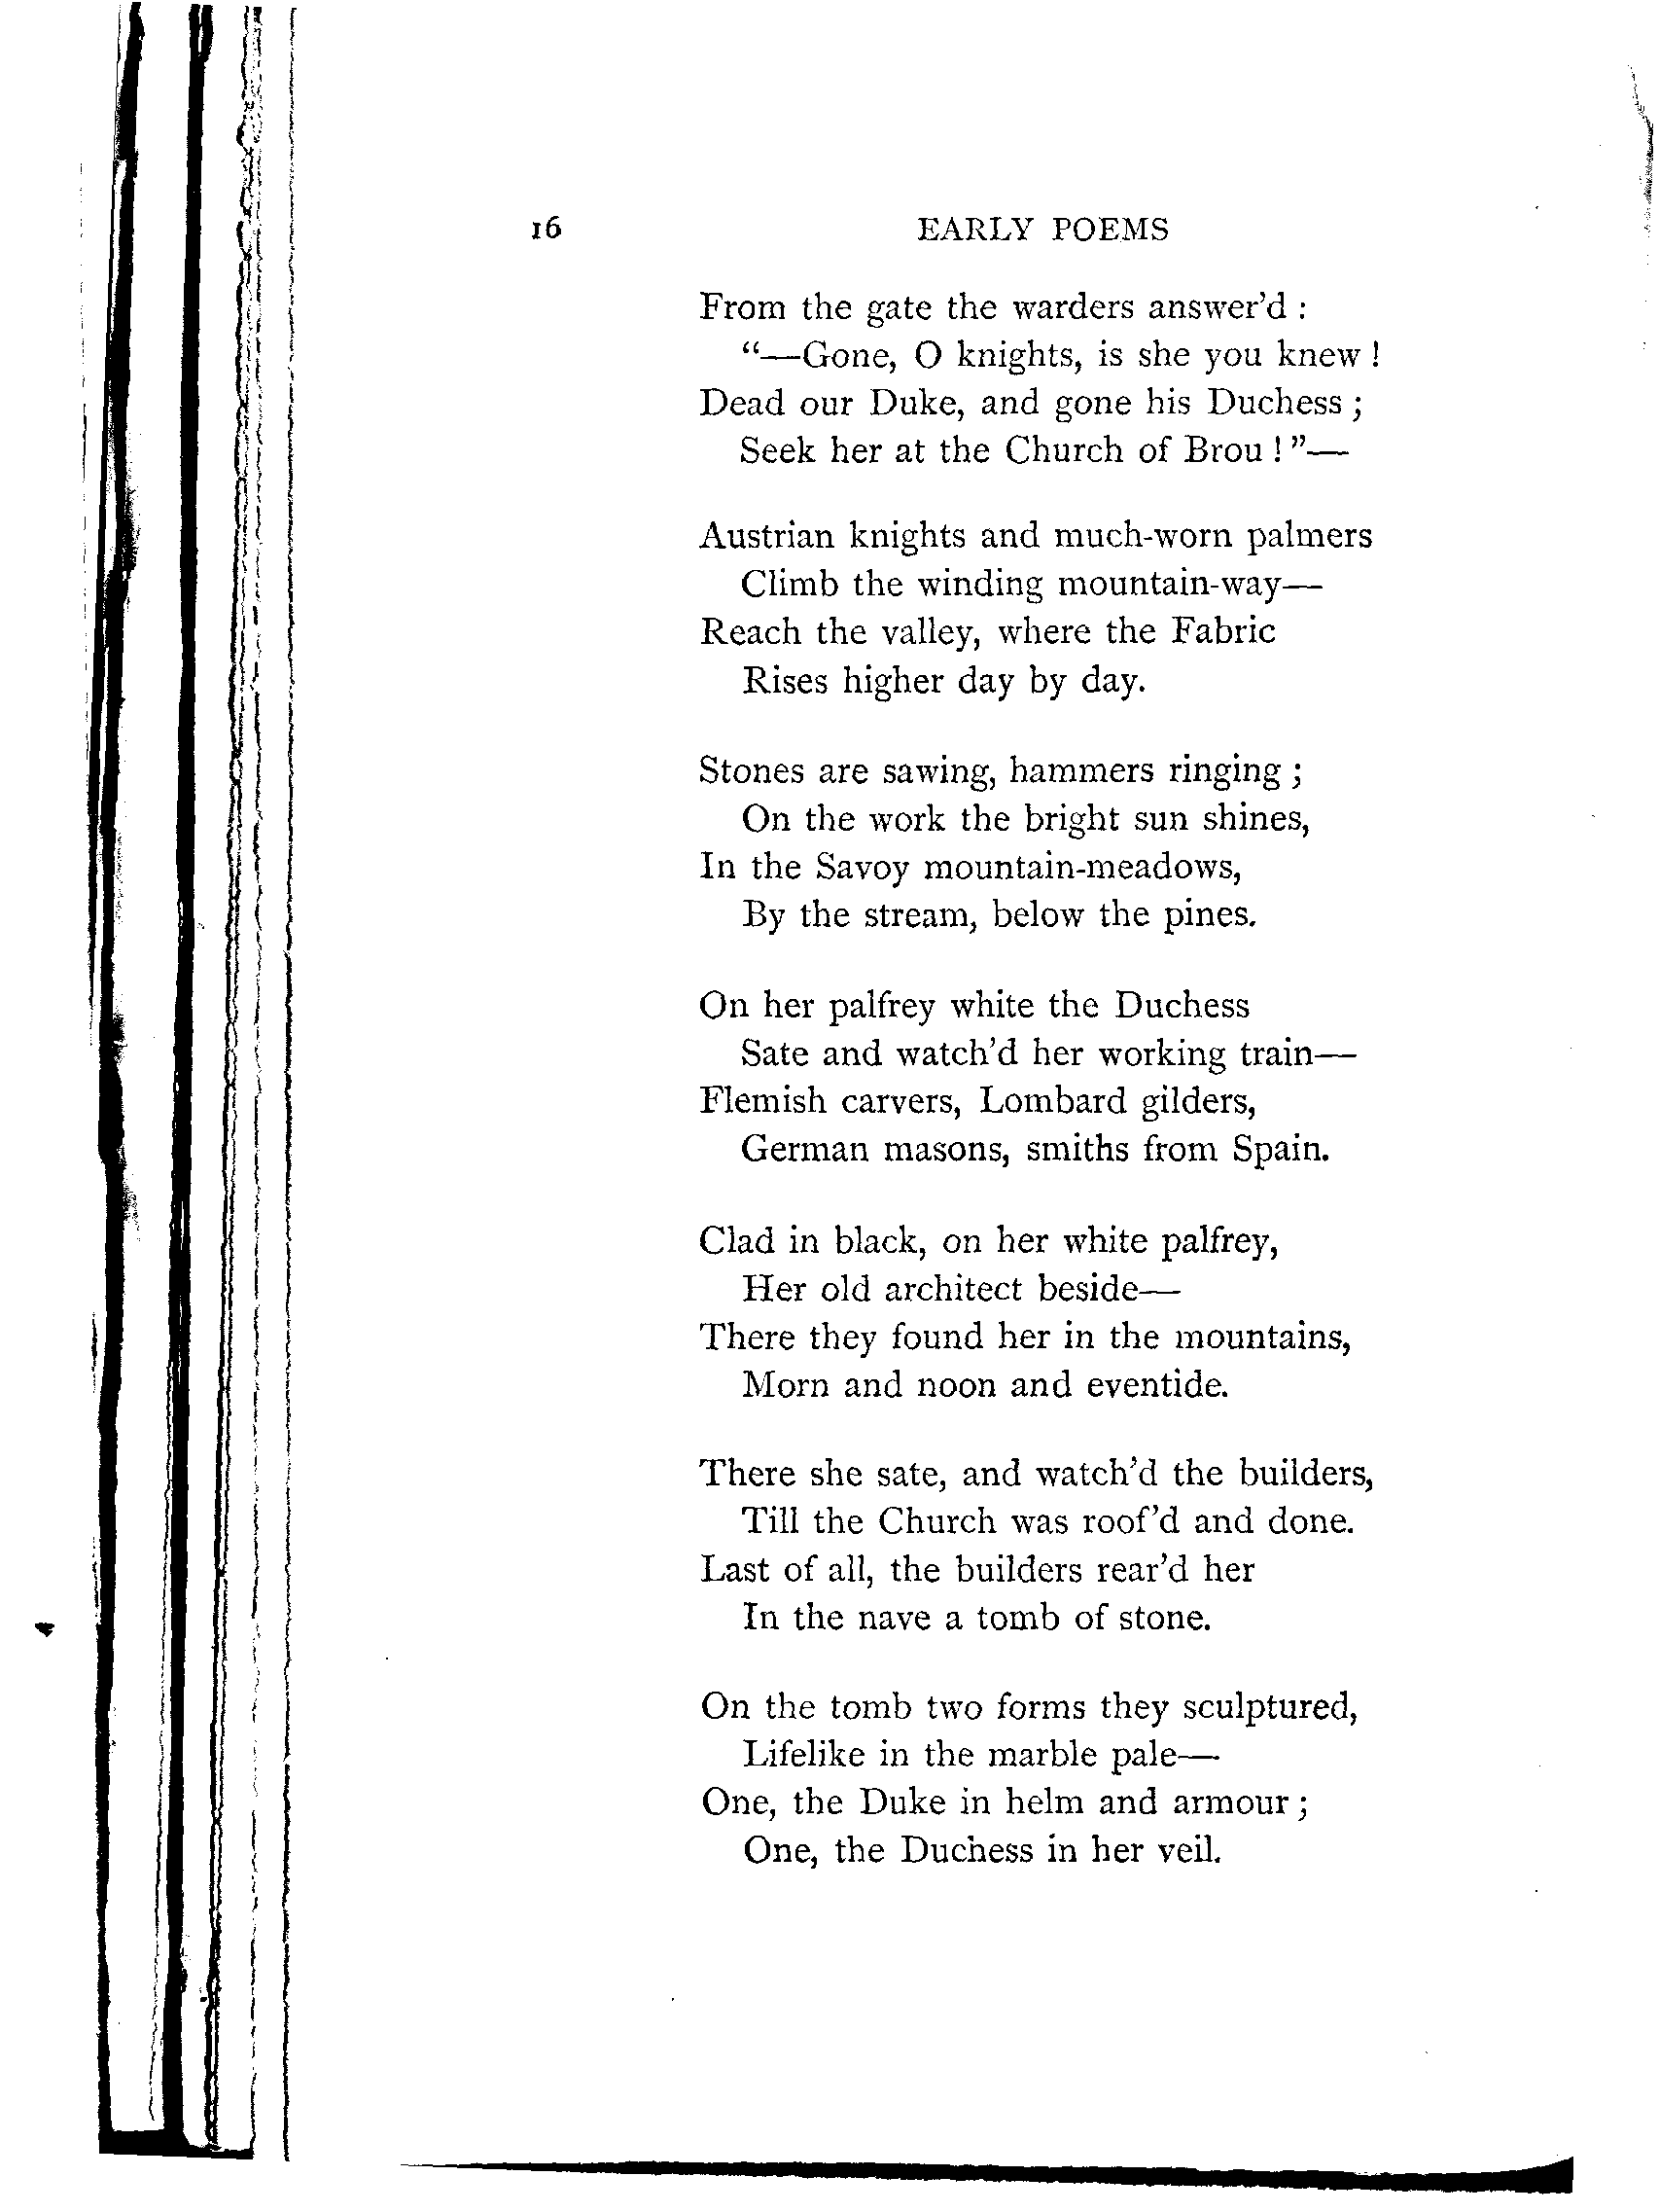 16 EARLY POEMS
From the gate the warders answer'd :
"—Gone, O knights, is she you knew !
Dead our Duke, and gone his Duchess ;
Seek her at the Church of Brou ! "—
Austrian knights and much-worn palmers
Climb the winding mountain-way—
Reach the valley, where the Fabric
Rises higher day by day.
Stones are sawing, hammers ringing ;
On the work the bright sun shines,
In the Savoy mountain-meadows,
By the stream, below the pines.
On her palfrey white the Duchess
Sate and watch'd her working train—
Flemish carvers, Lombard gilders,
German masons, smiths from Spain.
Clad in black, on her white palfrey,
Her old architect beside—
There they found her in the mountains,
Morn and noon and eventide.
There she sate, and watch'd the builders,
Till the Church was roof'd and done.
Last of all, the builders rear'd her
In the nave a tomb of stone.
On the tomb two forms they sculptured,
Lifelike in the marble pale—
One, the Duke in helm and armour ;
One, the Duchess in her veil.